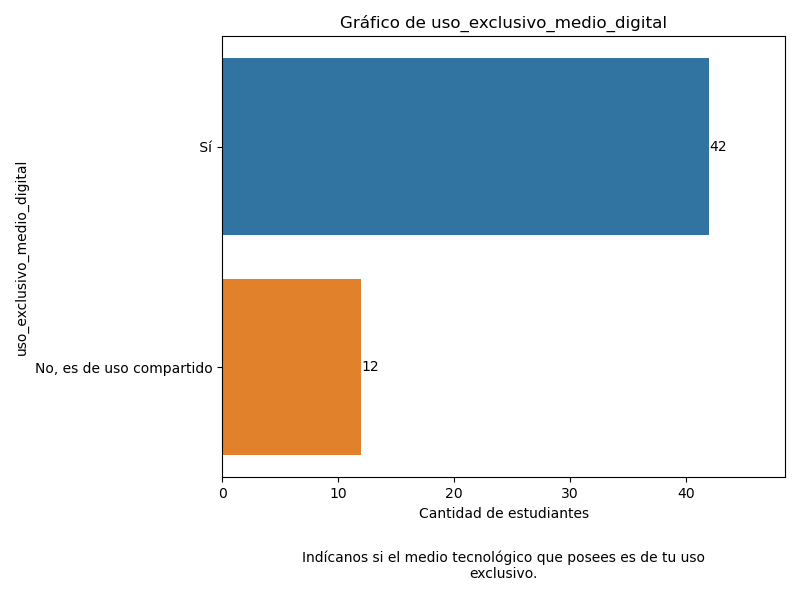 Gráfico de uso_exclusivo_medio_digital
uso_exclusivo_medio_digital
Sí
42
No, es de uso compartido
12
0 10 20 30 40
Cantidad de estudiantes
Indícanos si el medio tecnológico que posees es de tu uso
exclusivo.